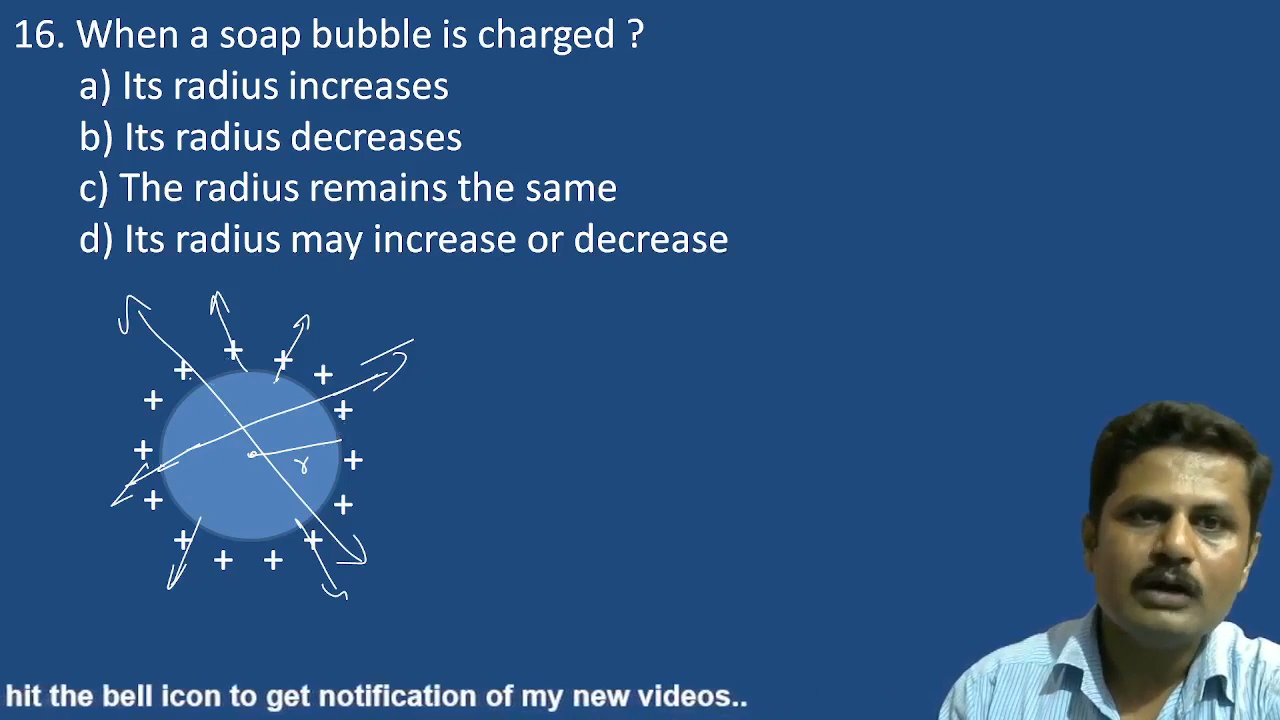 16. When a soap bubble is charged ?
a) Its radius increases
b) Its radius decreases
c) The radius remains the same
d) Its radius may increase or decrease
+ + + + + + + + + + + + + + + +
r
hit the bell icon to get notification of my new videos..